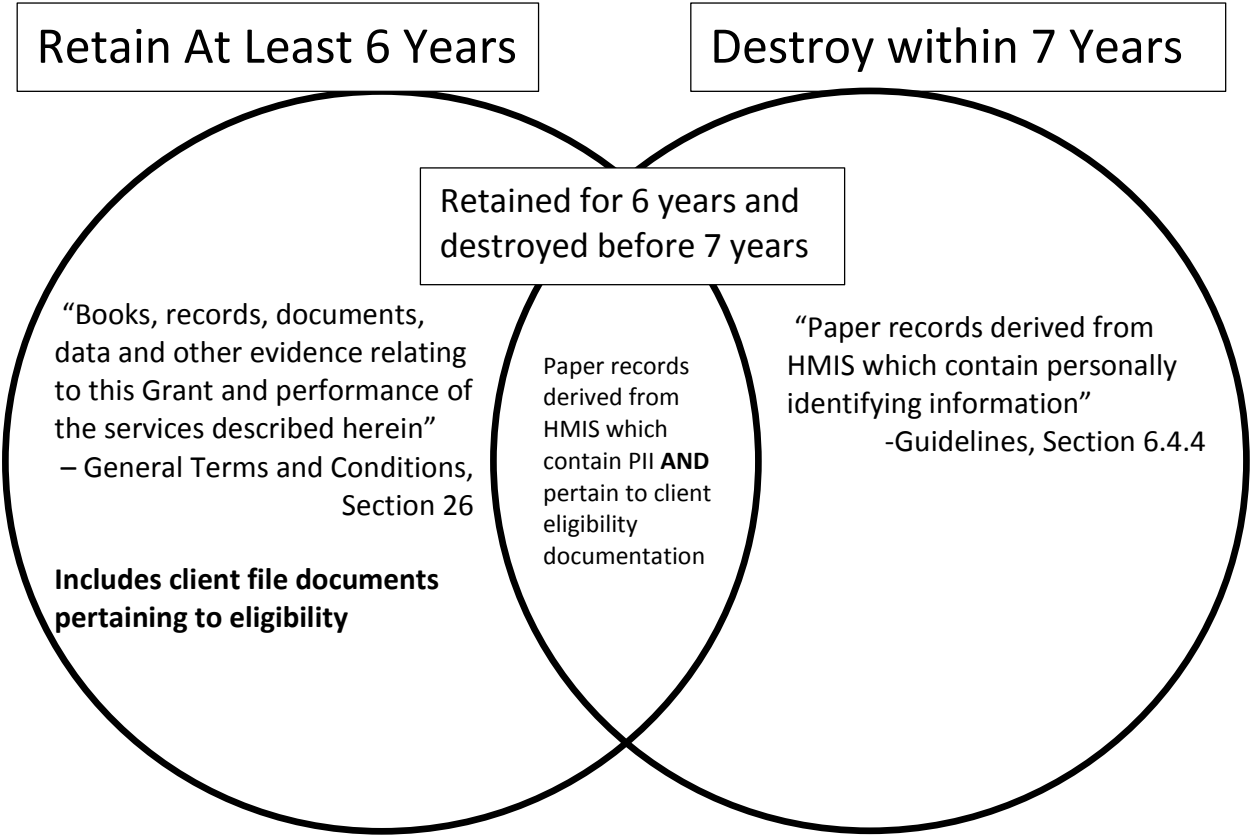 Retain At Least 6 Years
Destroy within 7 Years
Retained for 6 years and
destroyed before 7 years
“Books, records, documents,
data and other evidence relating
to this Grant and performance of
the services described herein”
– General Terms and Conditions,
Section 26
Includes client file documents
pertaining to eligibility
Paper records
derived from
HMIS which
contain PII AND
pertain to client
eligibility
documentation
“Paper records derived from
HMIS which contain personally
identifying information”
-Guidelines, Section 6.4.4